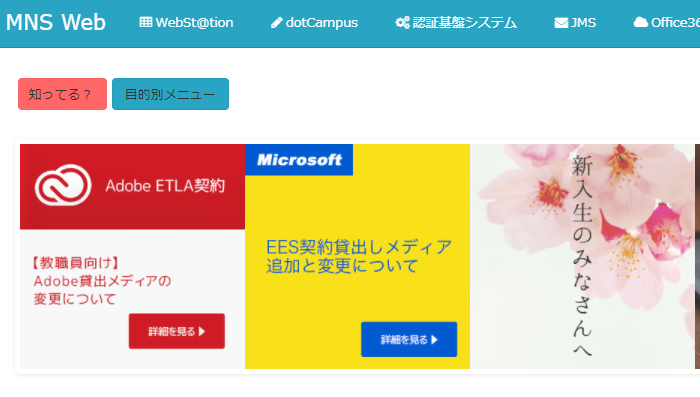 MNS Web
WebSt@tion
dotCampus
認証基盤システム
JMS
Office36
知ってる？
目的別メニュー
Adobe ETLA契約
【教職員向け】
Adobe貸出メディアの
変更について
詳細を見る
Microsoft
EES契約貸出しメディア
追加と変更について
詳細を見る
新入生のみなさんへ